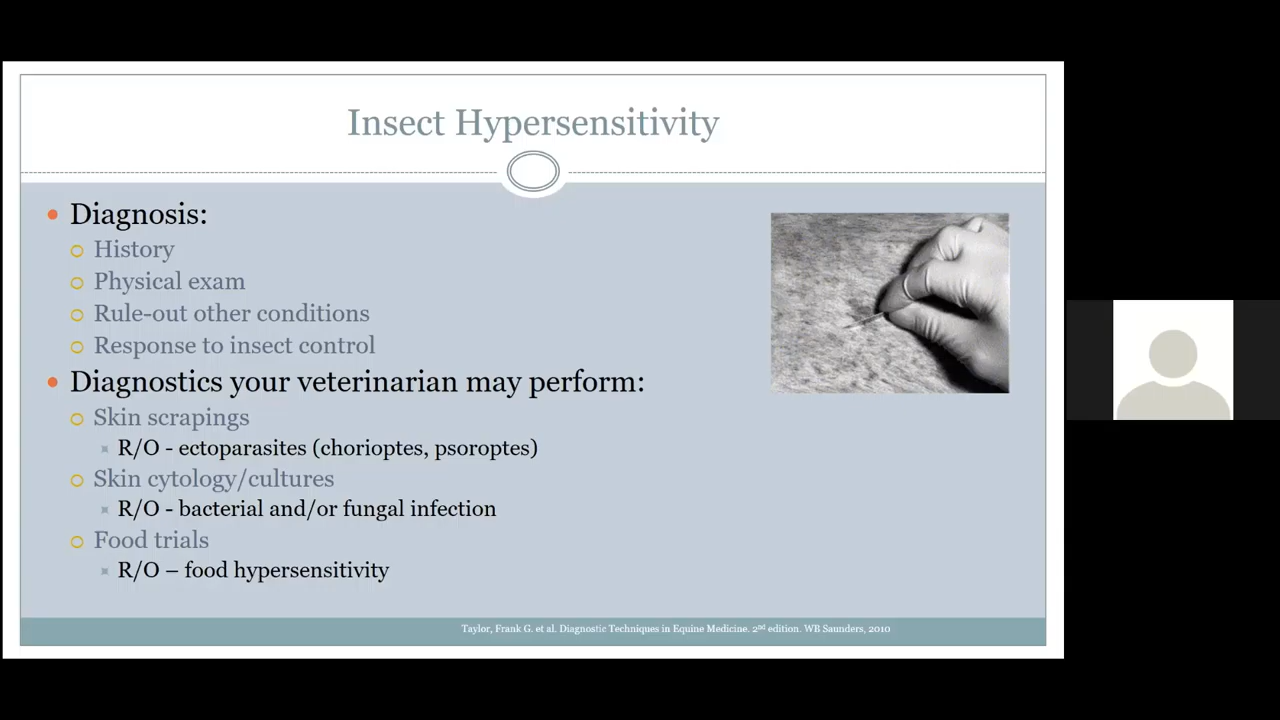 Insect Hypersensitivity
Diagnosis:
History
Physical exam
Rule-out other conditions
Response to insect control
Diagnostics your veterinarian may perform:
Skin scrapings
R/O - ectoparasites (chorioptes, psoroptes)
Skin cytology/cultures
R/O - bacterial and/or fungal infection
Food trials
R/O – food hypersensitivity
Taylor, Frank G. et al. Diagnostic Techniques in Equine Medicine. 2nd edition. WB Saunders, 2010